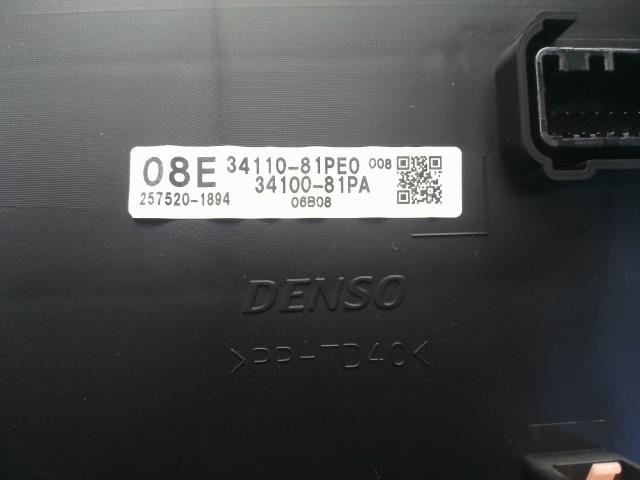 08E 34110-81PE0 008
34100-81PA
257520-1894 06B08
DENSO
>PP-TD40<